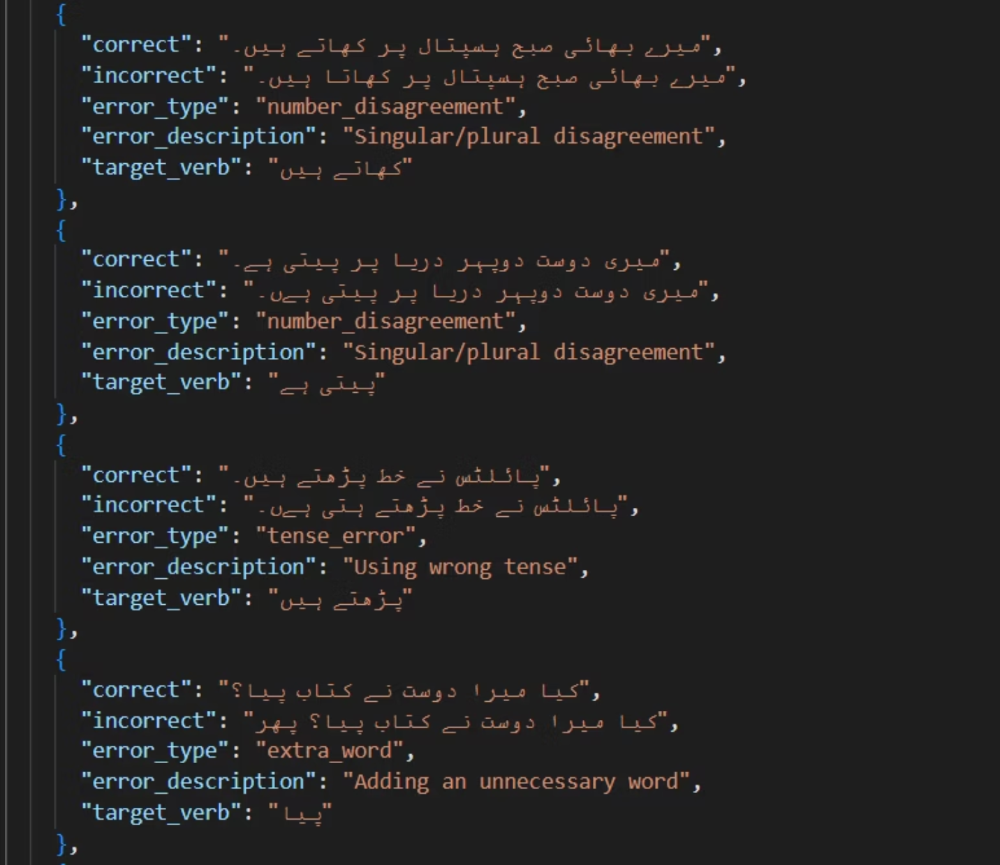 {
"correct": "میرے بھائی صبح ہسپتال پر کھاتے ہیں۔",
"incorrect": "میرے بھائی صبح ہسپتال پر کھاتا ہیں۔",
"error_type": "number_disagreement",
"error_description": "Singular/plural disagreement",
"target_verb": "کھاتے ہیں"
},
{
"correct": "میری دوست دوپہر دریا پر پیتی ہے۔",
"incorrect": "میری دوست دوپہر دریا پر پیتی ہےں۔",
"error_type": "number_disagreement",
"error_description": "Singular/plural disagreement",
"target_verb": "پیتی ہے"
},
{
"correct": "پائلٹس نے خط پڑھتے ہیں۔",
"incorrect": "پائلٹس نے خط پڑھتے ہتی ہےں۔",
"error_type": "tense_error",
"error_description": "Using wrong tense",
"target_verb": "پڑھتے ہیں"
},
{
"correct": "کیا میرا دوست نے کتاب پیا؟",
"incorrect": "کیا میرا دوست نے کتاب پیا؟ پھر",
"error_type": "extra_word",
"error_description": "Adding an unnecessary word",
"target_verb": "پیا"
},